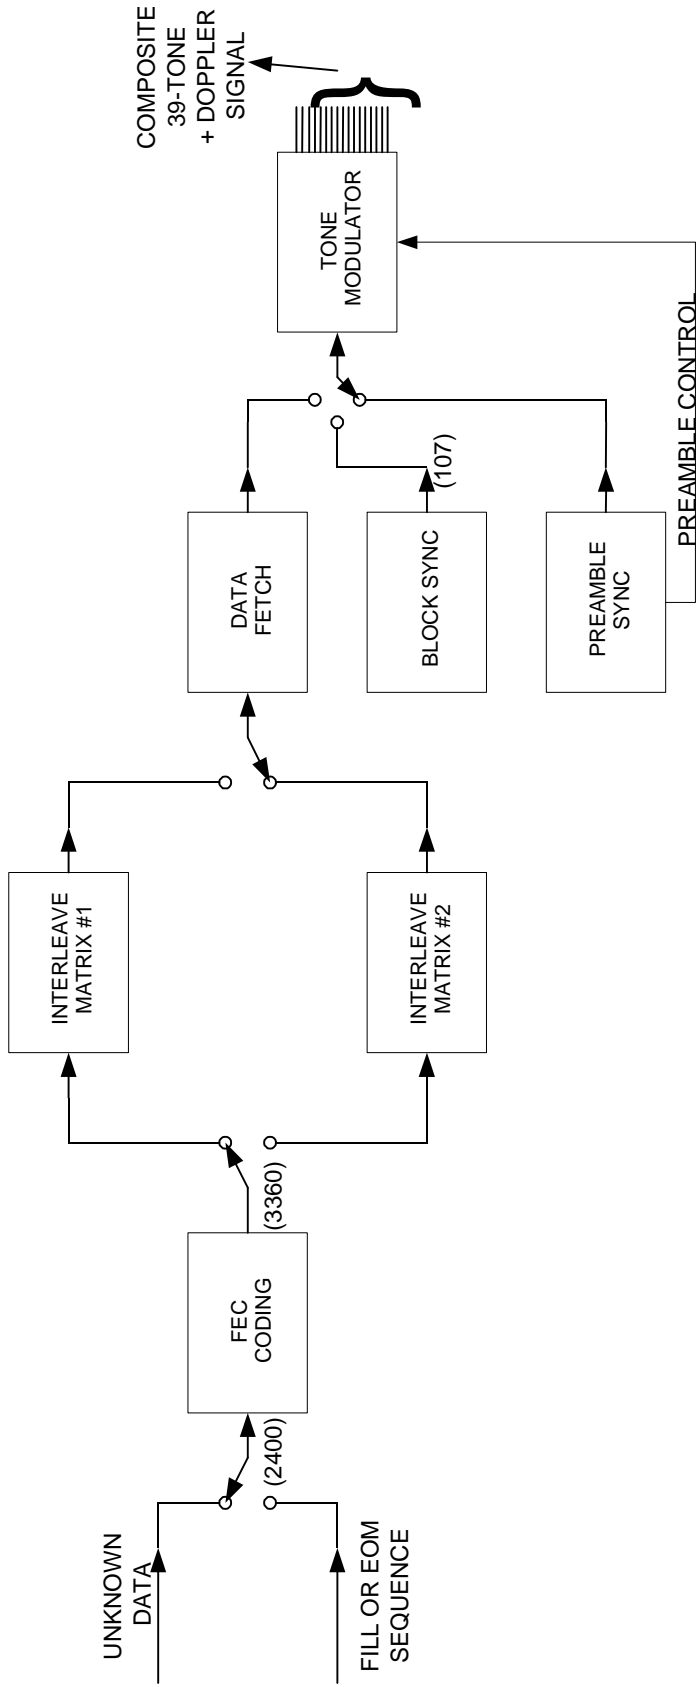 UNKNOWN
DATA
FILL OR EOM
SEQUENCE
(2400)
FEC
CODING
(3360)
INTERLEAVE
MATRIX #1
INTERLEAVE
MATRIX #2
DATA
FETCH
BLOCK SYNC
(107)
PREAMBLE
SYNC
PREAMBLE CONTROL
TONE
MODULATOR
COMPOSITE
39-TONE
+ DOPPLER
SIGNAL